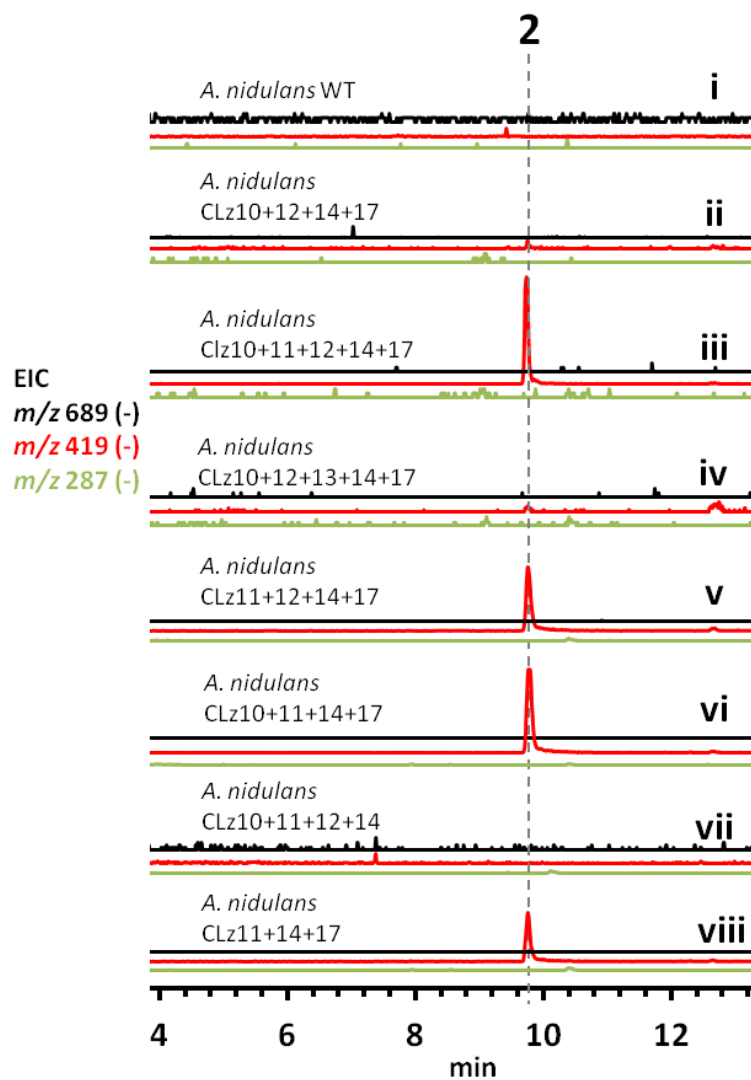 2
A. nidulans WT
i
A. nidulans
CLz10+12+14+17
ii
A. nidulans
Clz10+11+12+14+17
iii
EIC
m/z 689 (-)
m/z 419 (-)
m/z 287 (-)
A. nidulans
CLz10+12+13+14+17
iv
A. nidulans
CLz11+12+14+17
v
A. nidulans
CLz10+11+14+17
vi
A. nidulans
CLz10+11+12+14
vii
A. nidulans
CLz11+14+17
viii
4 6 8 10 12
min